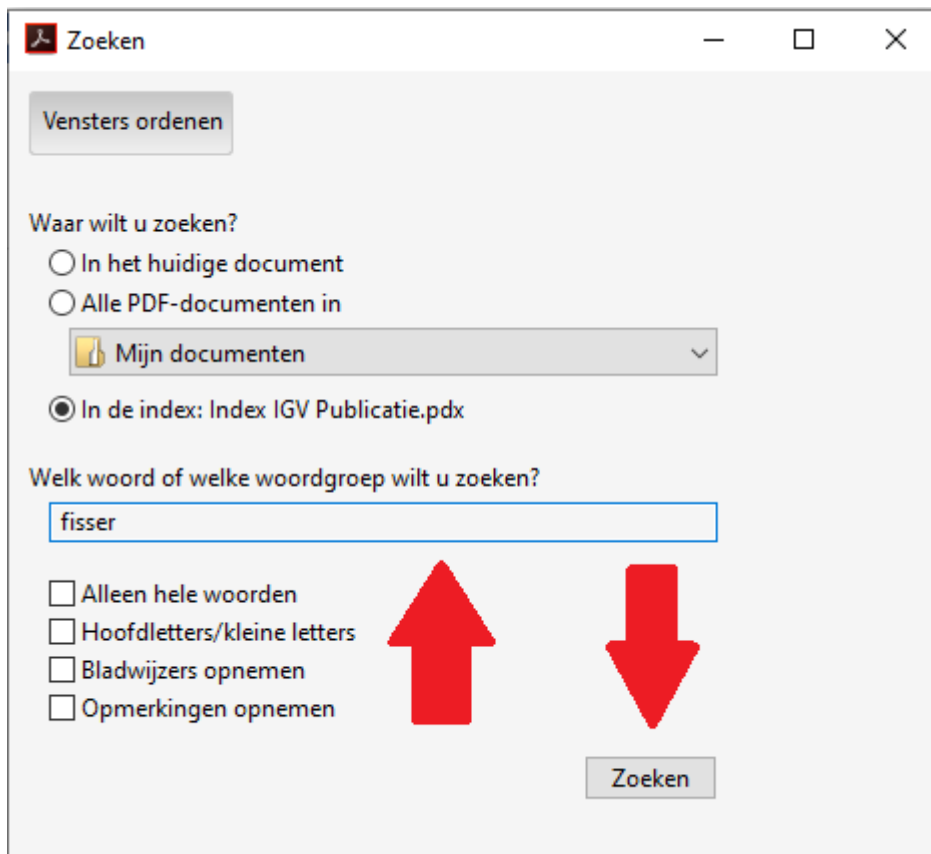 Zoeken
Vensters ordenen
Waar wilt u zoeken?
In het huidige document
Alle PDF-documenten in
Mijn documenten
In de index: Index IGV Publicatie.pdx
Welk woord of welke woordgroep wilt u zoeken?
fisser
Alleen hele woorden
Hoofdletters/kleine letters
Bladwijzers opnemen
Opmerkingen opnemen
Zoeken